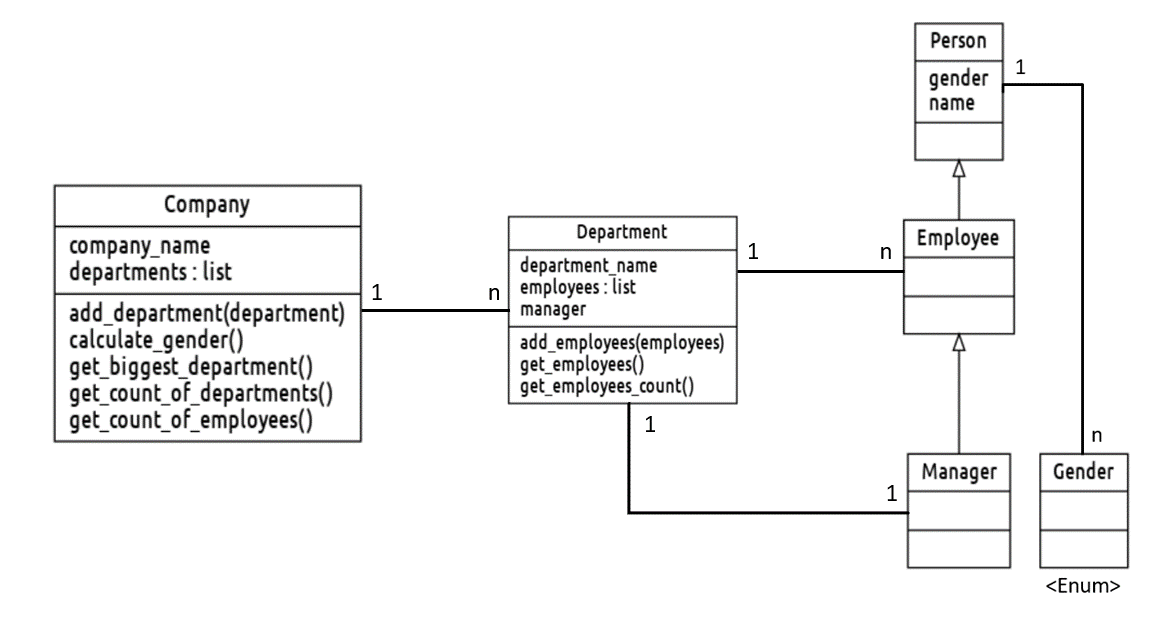 Person
gender
name
1
Company
company_name
departments : list
add_department(department)
calculate_gender()
get_biggest_department()
get_count_of_departments()
get_count_of_employees()
1
n
Department
department_name
employees : list
manager
add_employees(employees)
get_employees()
get_employees_count()
1
n
Employee
1
1
Manager
n
Gender
<Enum>